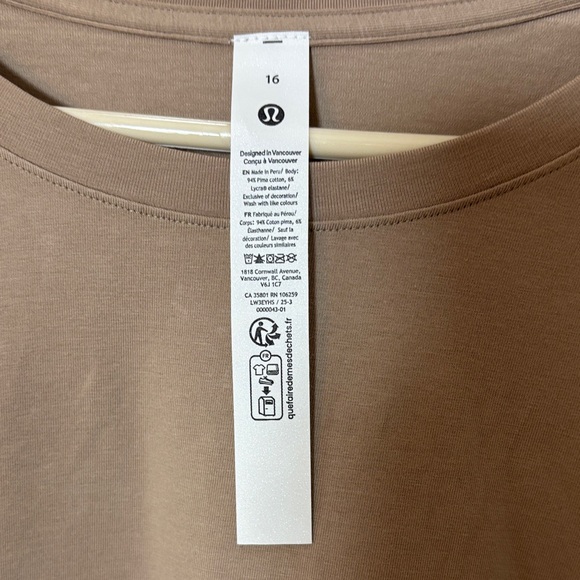 16
Designed in Vancouver
Conçu à Vancouver
EN Made in Peru/ Body:
94% Pima cotton, 6%
Lycra® elastane/
Exclusive of decoration/
Wash with like colours
FR Fabriqué au Pérou/
Corps: 94% Coton pima, 6%
Élasthanne/ Sauf la
décoration/ Lavage avec
des couleurs similaires
1818 Cornwall Avenue,
Vancouver, BC, Canada
V6J 1C7
CA 35801 RN 106259
LW3EYHS / 25-3
0000043-01
FR
quefairedemesdechets.fr